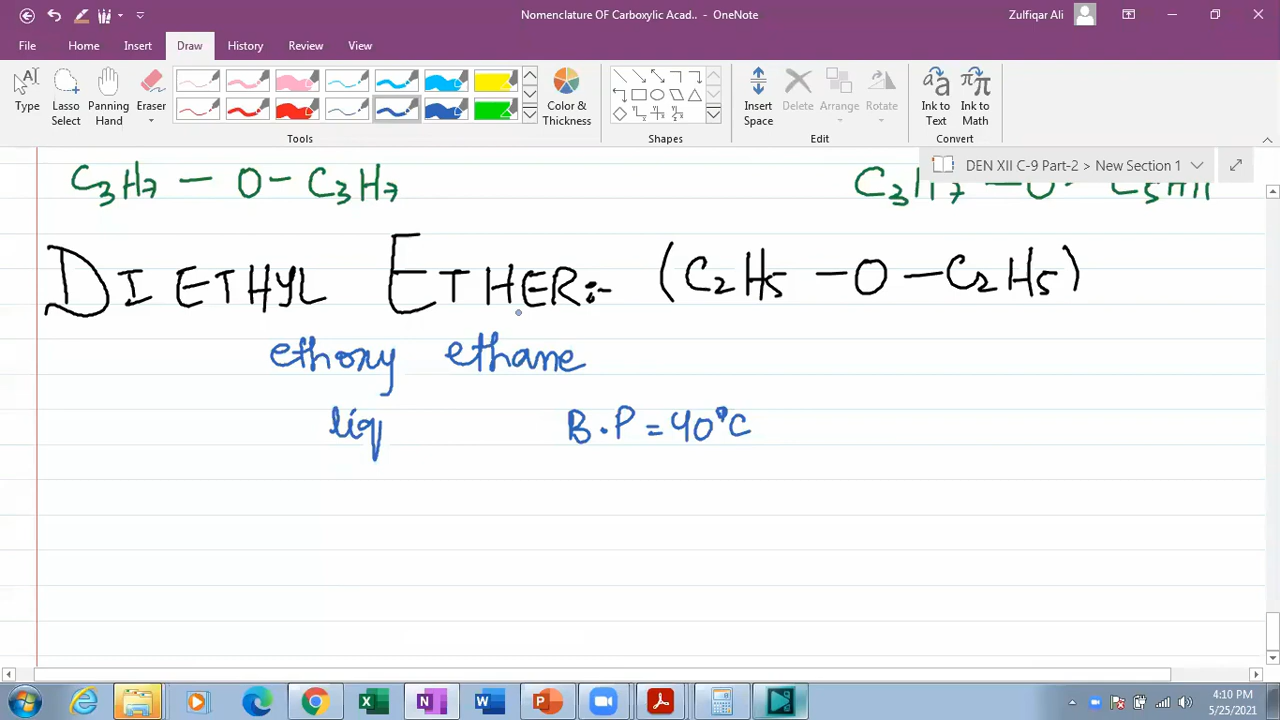 Nomenclature OF Carboxylic Acad.. - OneNote
Zulfiqar Ali
File Home Insert Draw History Review View
Type
Lasso Select
Panning Hand
Eraser
Color & Thickness
Insert Space
Delete
Arrange
Rotate
Ink to Text
Ink to Math
Tools
Shapes
Edit
Convert
DEN XII C-9 Part-2 > New Section 1
C3H7 — O — C3H7
DIETHYL ETHER:- (C2H5 — O — C2H5)
ethoxy ethane
liq B.P = 40°C
4:10 PM
5/25/2021